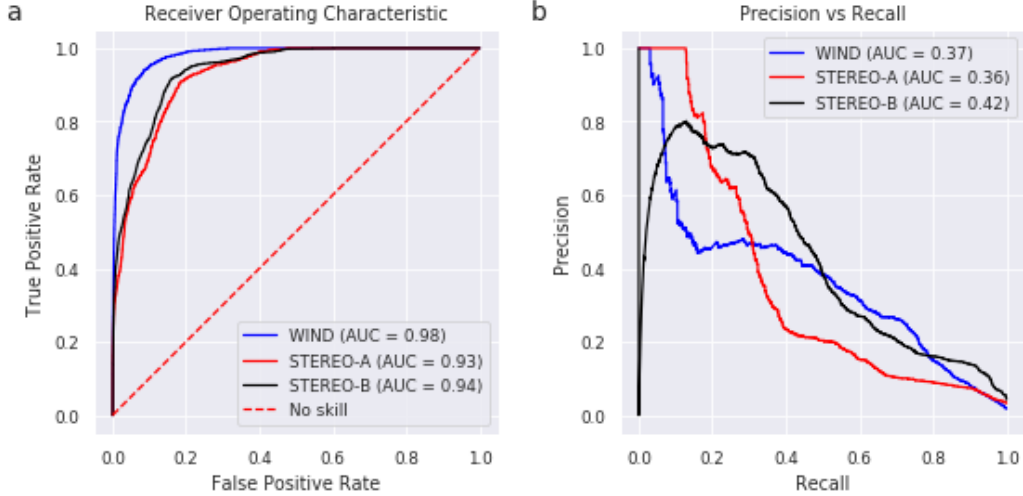 a
Receiver Operating Characteristic
1.0
0.8
0.6
0.4
0.2
0.0
True Positive Rate
WIND (AUC = 0.98)
STEREO-A (AUC = 0.93)
STEREO-B (AUC = 0.94)
No skill
0.0 0.2 0.4 0.6 0.8 1.0
False Positive Rate
b
Precision vs Recall
1.0
0.8
0.6
0.4
0.2
0.0
Precision
WIND (AUC = 0.37)
STEREO-A (AUC = 0.36)
STEREO-B (AUC = 0.42)
0.0 0.2 0.4 0.6 0.8 1.0
Recall